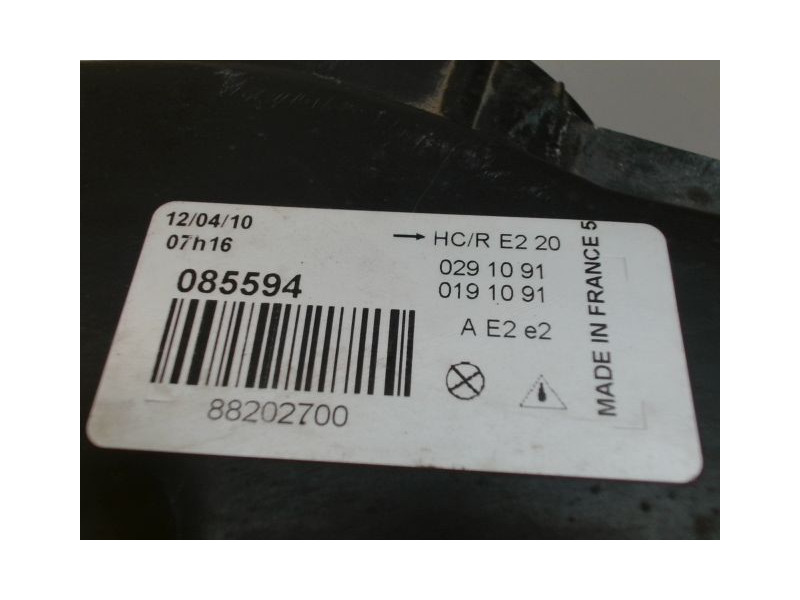 12/04/10
07h16
085594
88202700
→ HC/R E2 20
029 10 91
019 10 91
A E2 e2
MADE IN FRANCE 5